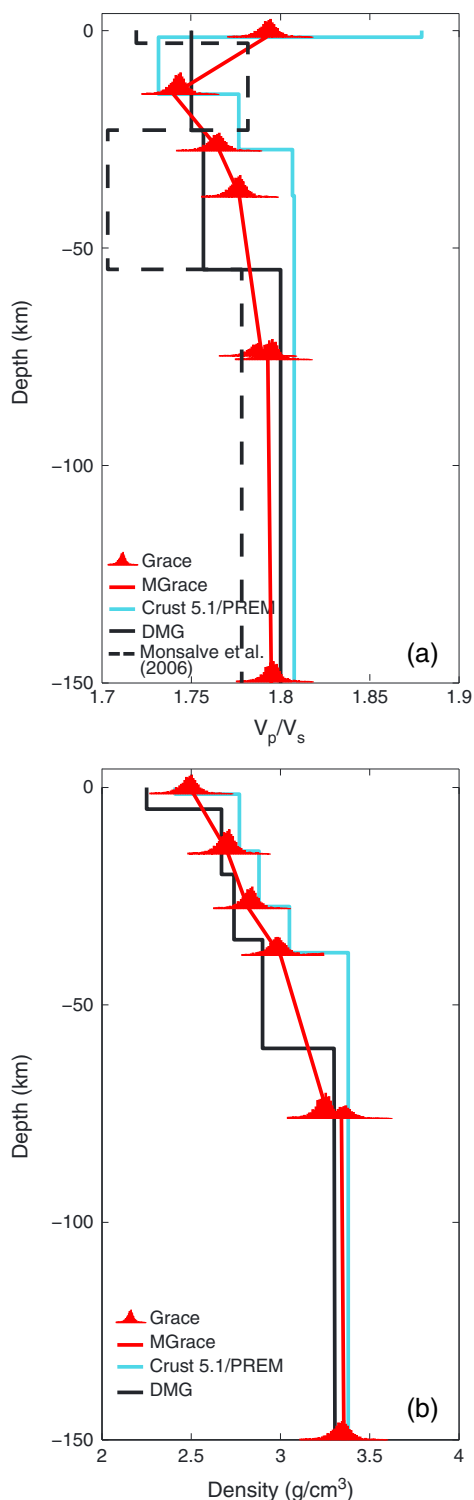 0
−50
−100
−150
Depth (km)
Grace
MGrace
Crust 5.1/PREM
DMG
Monsalve et al.
(2006)
(a)
1.7
1.75
1.8
1.85
1.9
Vp/Vs
0
−50
−100
−150
Depth (km)
Grace
MGrace
Crust 5.1/PREM
DMG
(b)
2
2.5
3
3.5
4
Density (g/cm³)